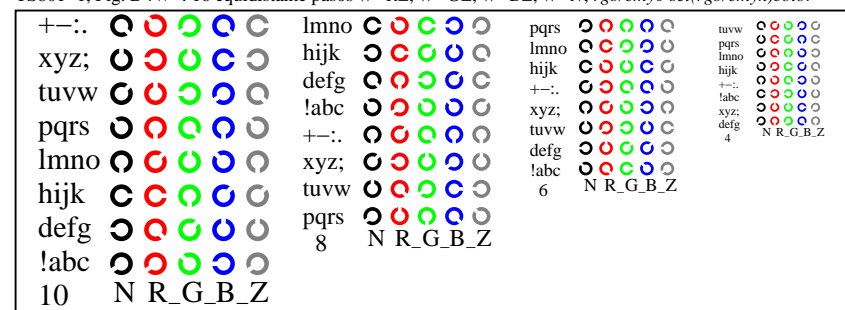 +−:.
xyz;
tuvw
pqrs
lmno
hijk
defg
!abc
10 N R_G_B_Z
lmno
hijk
defg
!abc
+−:.
xyz;
tuvw
pqrs
8 N R_G_B_Z
pqrs
lmno
hijk
+−:.
xyz;
tuvw
defg
!abc
6 N R_G_B_Z
tuvw
pqrs
lmno
hijk
+−:.
!abc
xyz;
defg
4 N R_G_B_Z